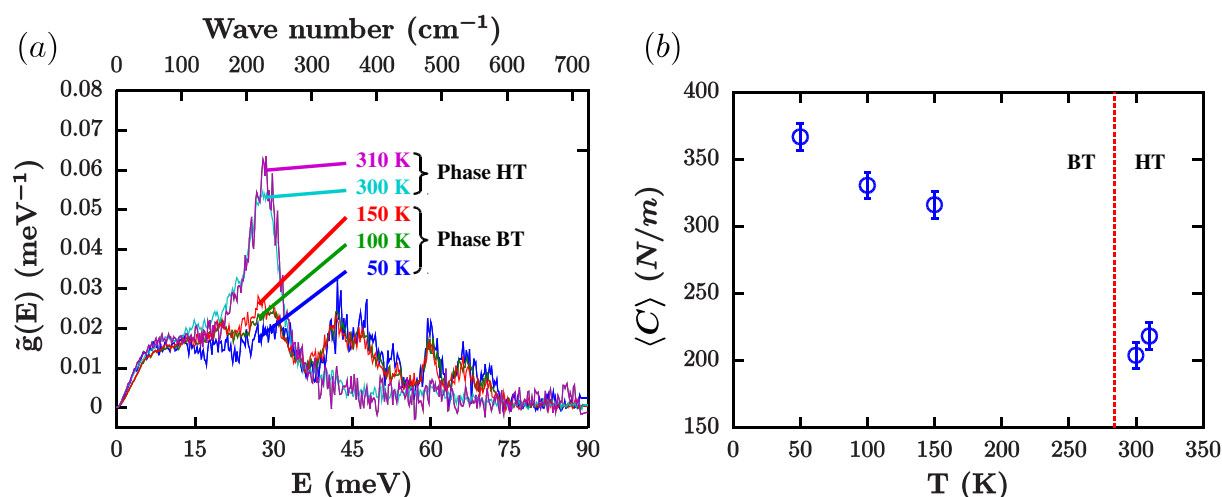 (a)
Wave number (cm⁻¹)
0 100 200 300 400 500 600 700
0.08
0.07
0.06
0.05
0.04
0.03
0.02
0.01
0
g̃(E) (meV⁻¹)
310 K
300 K
Phase HT
150 K
100 K
50 K
Phase BT
0 15 30 45 60 75 90
E (meV)
(b)
400
350
300
250
200
150
⟨C⟩ (N/m)
BT
HT
0 50 100 150 200 250 300 350
T (K)